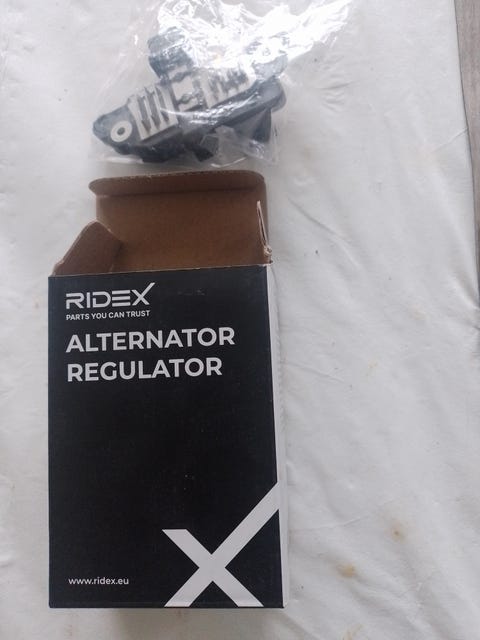 RIDEX
PARTS YOU CAN TRUST
ALTERNATOR
REGULATOR
www.ridex.eu